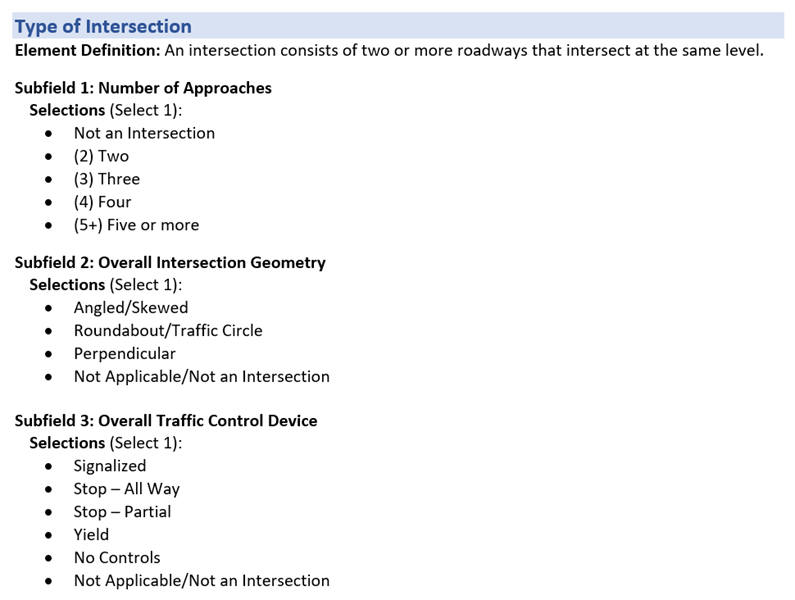 Type of Intersection
Element Definition: An intersection consists of two or more roadways that intersect at the same level.
Subfield 1: Number of Approaches
Selections (Select 1):
• Not an Intersection
• (2) Two
• (3) Three
• (4) Four
• (5+) Five or more
Subfield 2: Overall Intersection Geometry
Selections (Select 1):
• Angled/Skewed
• Roundabout/Traffic Circle
• Perpendicular
• Not Applicable/Not an Intersection
Subfield 3: Overall Traffic Control Device
Selections (Select 1):
• Signalized
• Stop – All Way
• Stop – Partial
• Yield
• No Controls
• Not Applicable/Not an Intersection